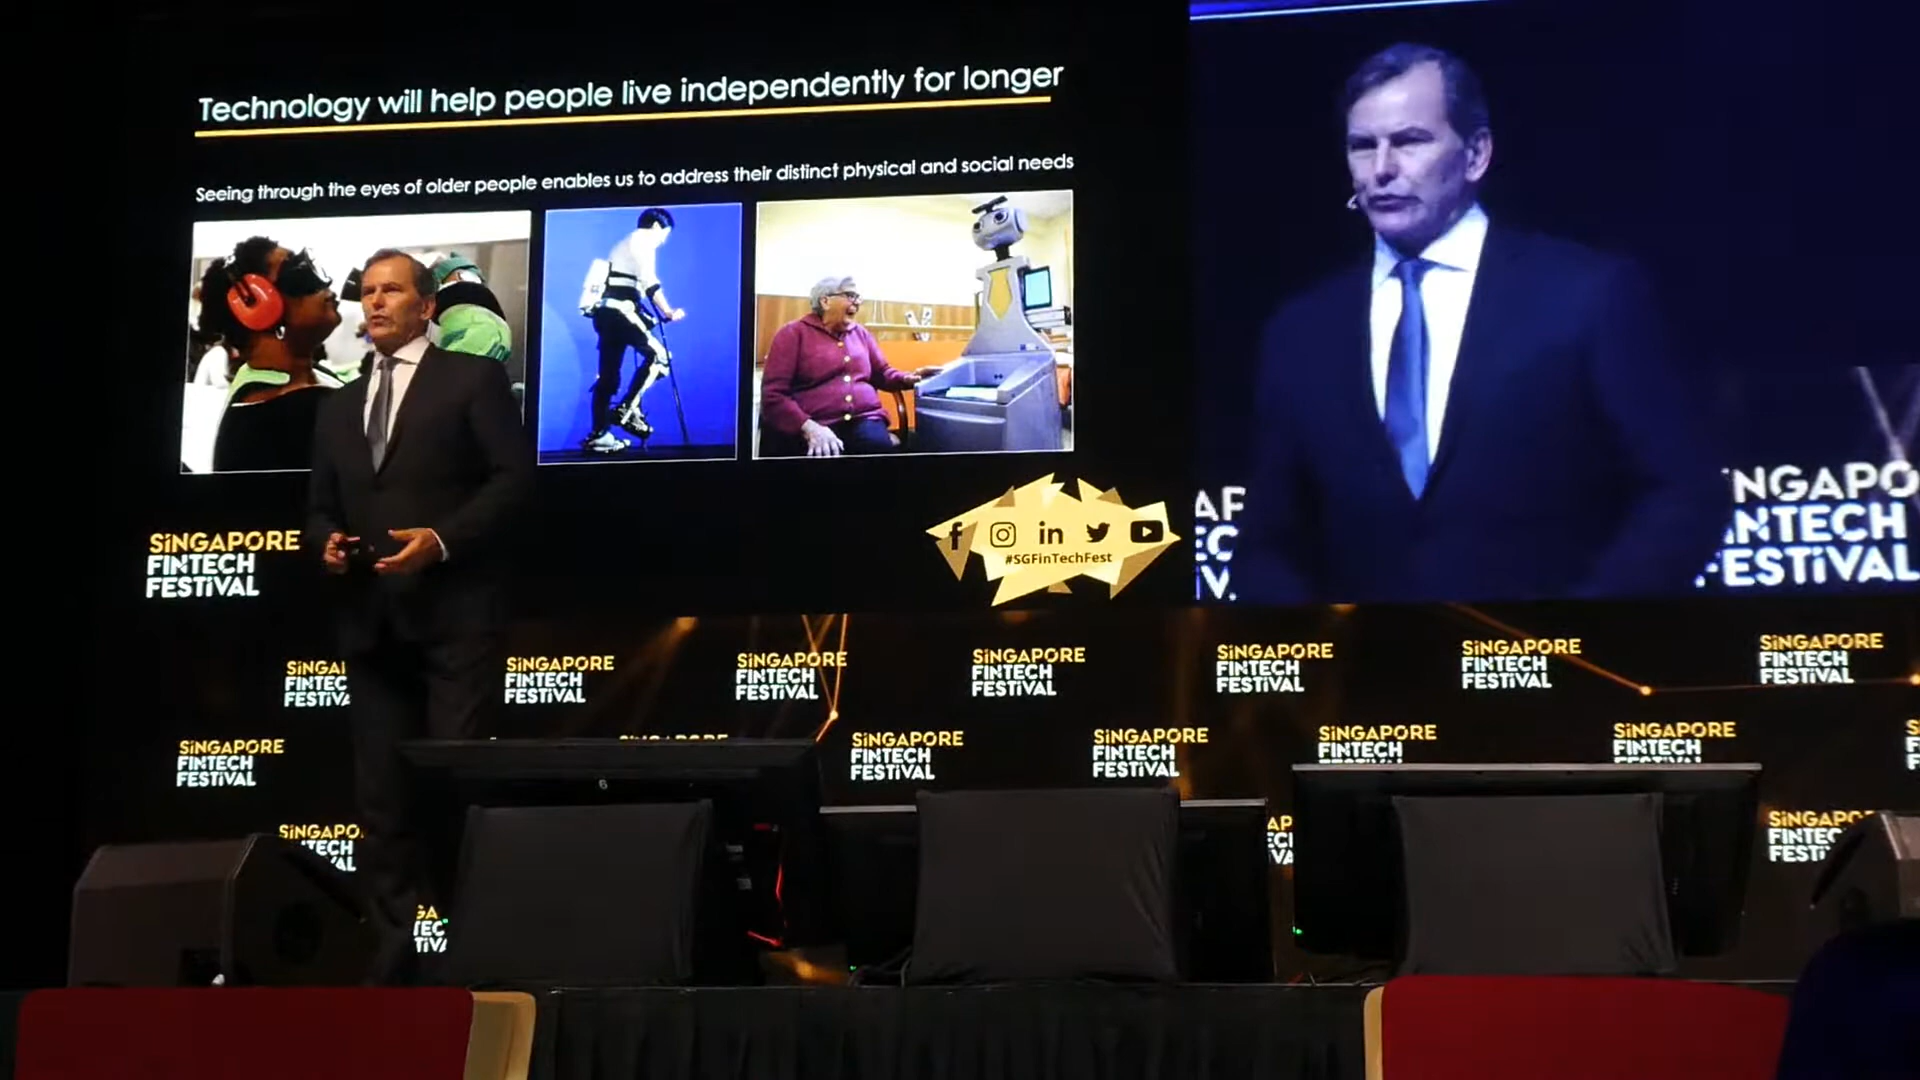 Technology will help people live independently for longer
Seeing through the eyes of older people enables us to address their distinct physical and social needs
#SGFinTechFest
SiNGAPORE
FiNTECH
FESTiVAL
NGAPO
NTECH
ESTiVAL
SiNGAPORE
FiNTECH
FESTiVAL
SiNGAPORE
FiNTECH
FESTiVAL
SiNGAPORE
FiNTECH
FESTiVAL
SiNGAPORE
FiNTECH
FESTiVAL
SiNGAPORE
FiNTECH
FESTiVAL
SiNGAPORE
FiNTECH
FESTiVAL
SiNGAPORE
FiNTECH
FESTiVAL
SiNGAPORE
FiNTECH
FESTiVAL
SiNGAPORE
FiNTECH
FESTiVAL
SiNGAPORE
FiNTECH
SiNGAPORE
FiNTECH